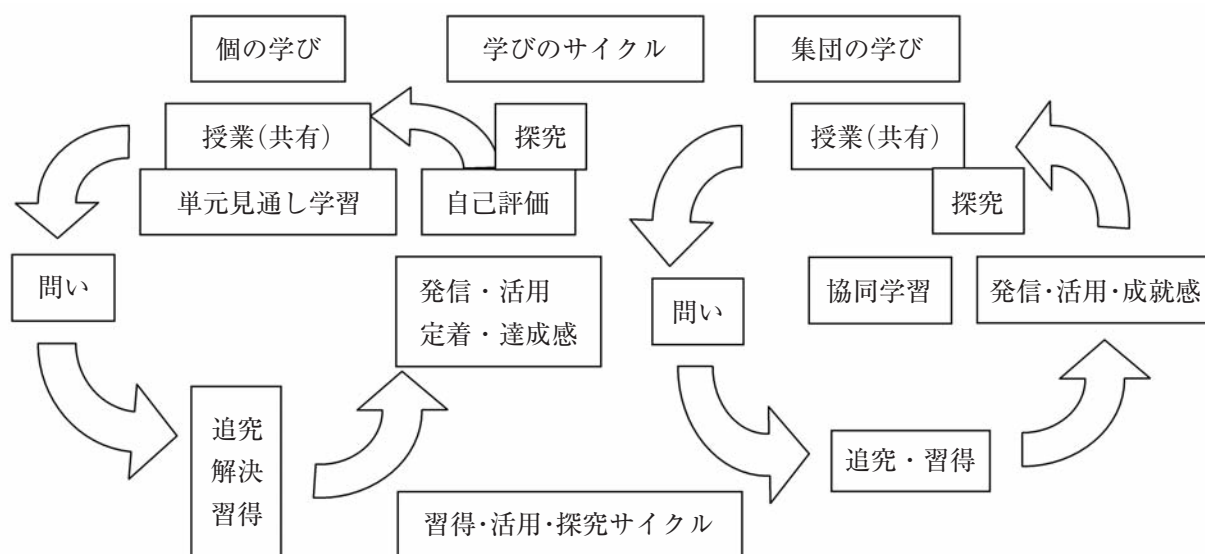 個の学び
学びのサイクル
集団の学び
授業(共有)
探究
単元見通し学習
自己評価
問い
発信・活用
定着・達成感
追究
解決
習得
授業(共有)
探究
問い
協同学習
発信・活用・成就感
追究・習得
習得・活用・探究サイクル